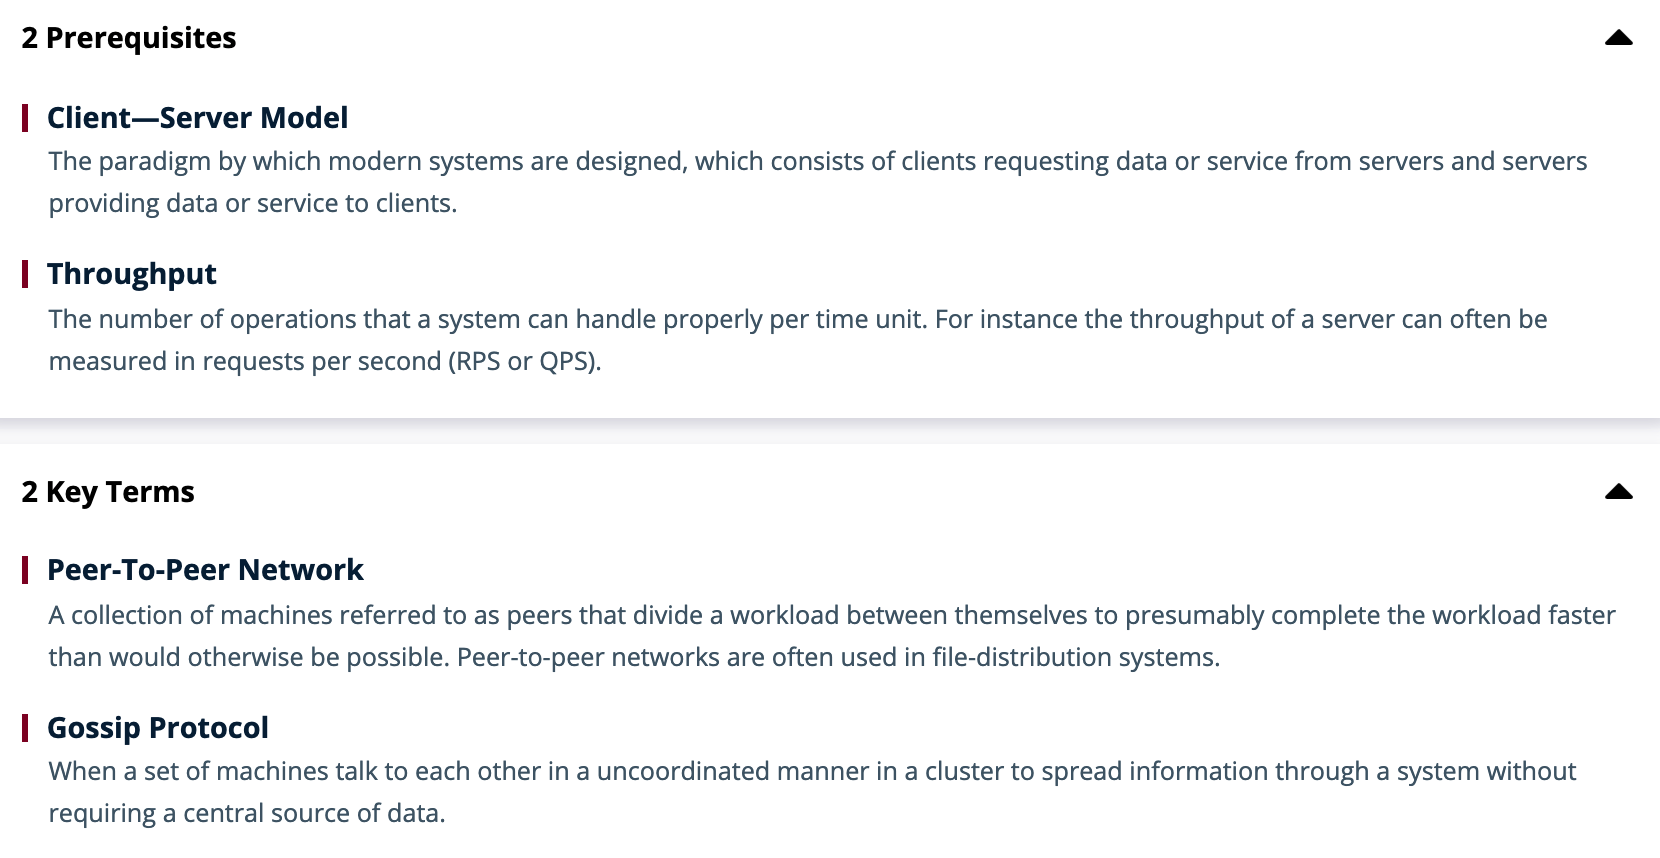 2 Prerequisites
Client—Server Model
The paradigm by which modern systems are designed, which consists of clients requesting data or service from servers and servers
providing data or service to clients.
Throughput
The number of operations that a system can handle properly per time unit. For instance the throughput of a server can often be
measured in requests per second (RPS or QPS).
2 Key Terms
Peer-To-Peer Network
A collection of machines referred to as peers that divide a workload between themselves to presumably complete the workload faster
than would otherwise be possible. Peer-to-peer networks are often used in file-distribution systems.
Gossip Protocol
When a set of machines talk to each other in a uncoordinated manner in a cluster to spread information through a system without
requiring a central source of data.